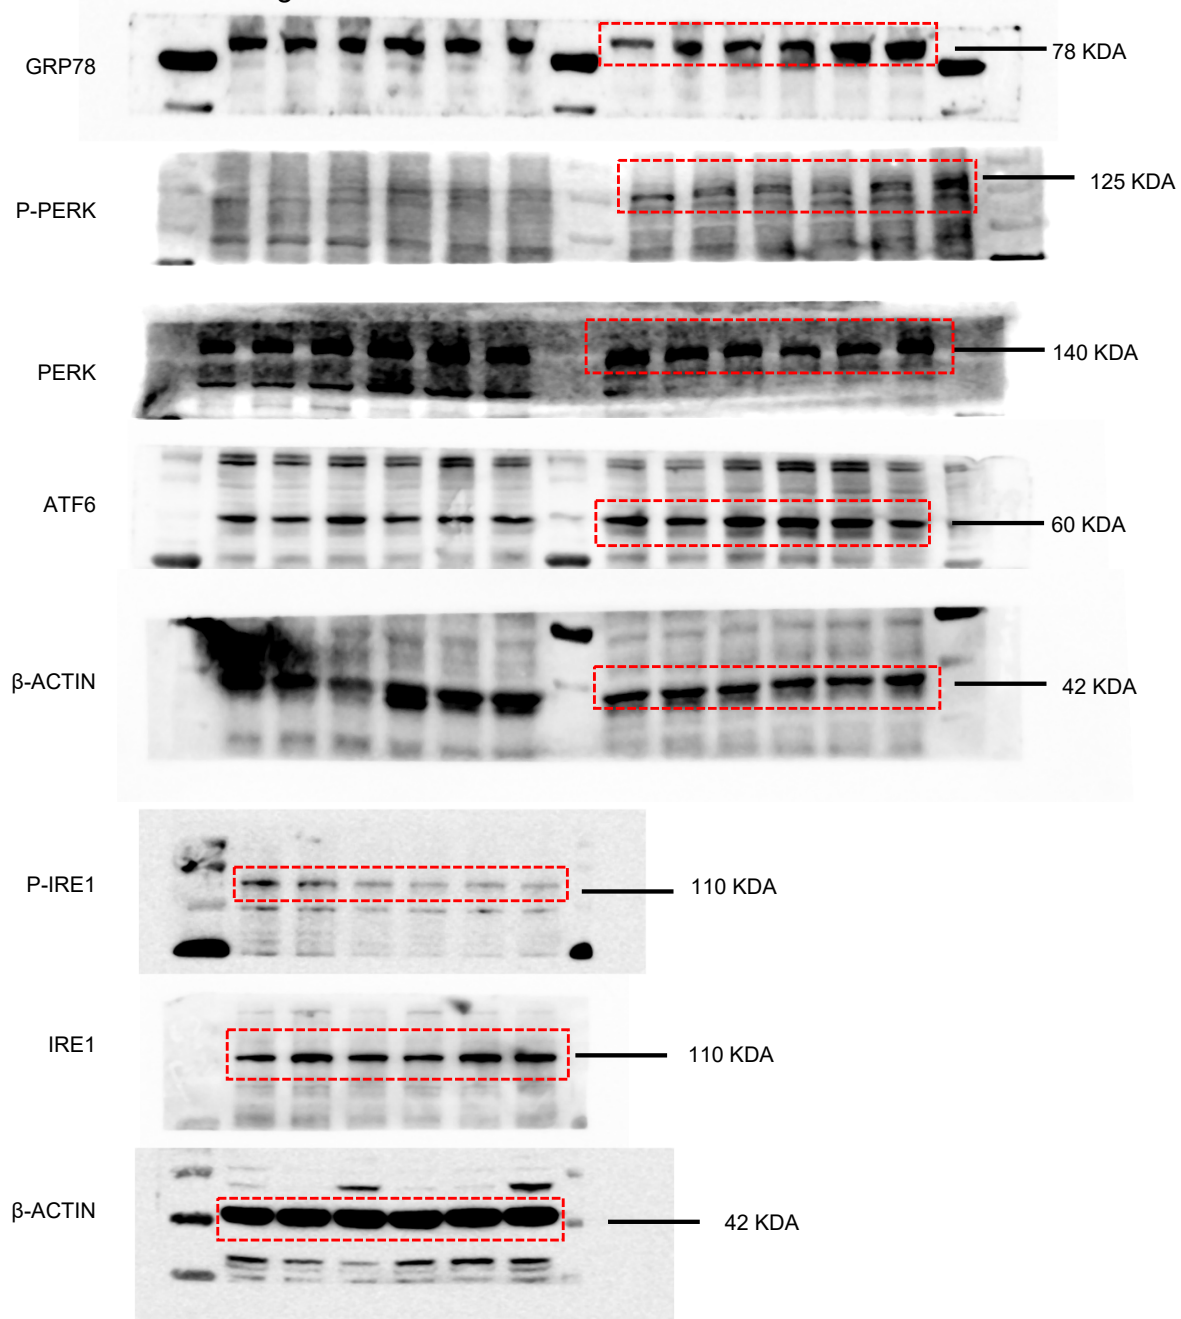 GRP78
78 KDA
P-PERK
125 KDA
PERK
140 KDA
ATF6
60 KDA
β-ACTIN
42 KDA
P-IRE1
110 KDA
IRE1
110 KDA
β-ACTIN
42 KDA